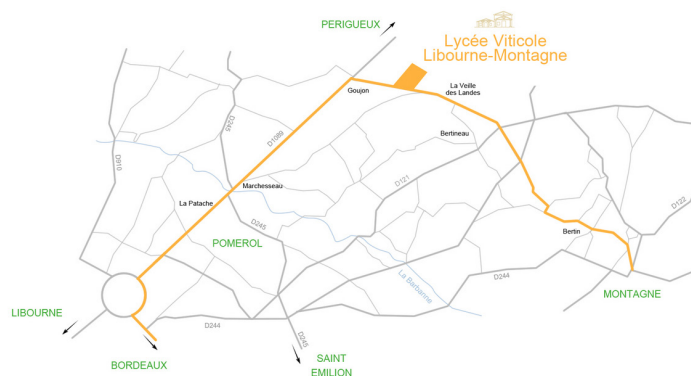 PERIGUEUX
Lycée Viticole
Libourne-Montagne
Goujon
La Veille
des Landes
D245
D1089
Bertineau
D910
D121
Marchesseau
La Patache
D122
D245
Bertin
POMEROL
La Barbanne
D244
MONTAGNE
LIBOURNE
D244
D245
BORDEAUX
SAINT
EMILION